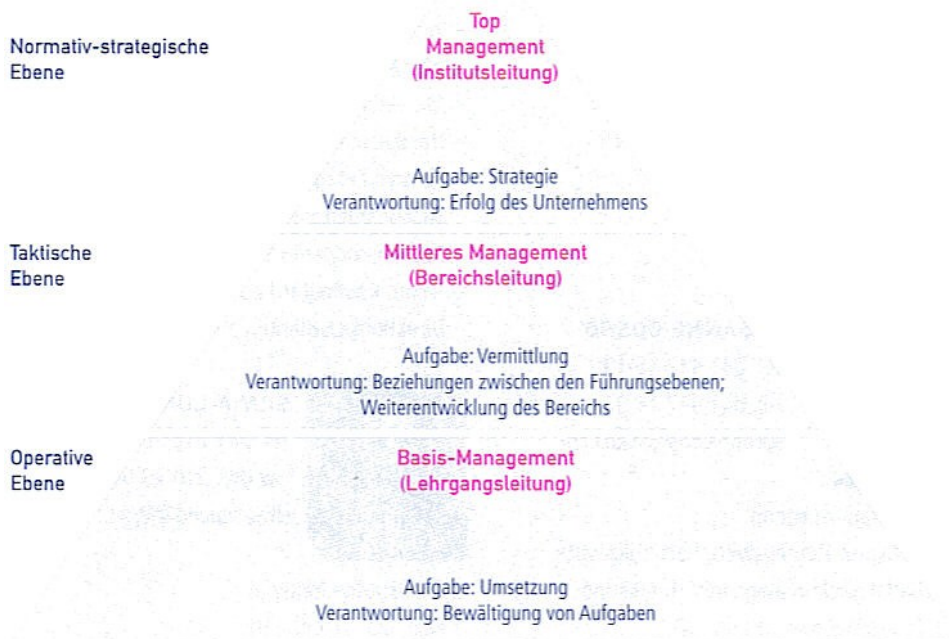 Top
Normativ-strategische Management
Ebene (Institutsleitung)
Aufgabe: Strategie
Verantwortung: Erfolg des Unternehmens
Taktische Mittleres Management
Ebene (Bereichsleitung)
Aufgabe: Vermittlung
Verantwortung: Beziehungen zwischen den Führungsebenen;
Weiterentwicklung des Bereichs
Operative Basis-Management
Ebene (Lehrgangsleitung)
Aufgabe: Umsetzung
Verantwortung: Bewältigung von Aufgaben